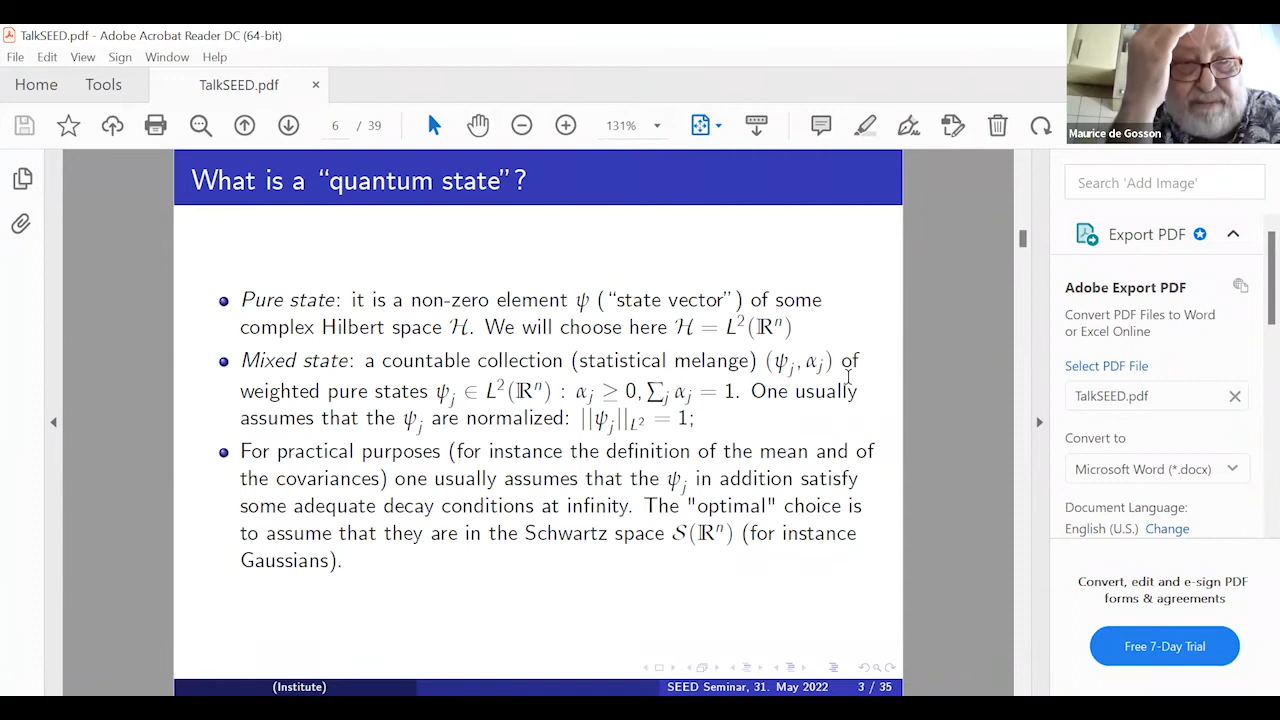 TalkSEED.pdf - Adobe Acrobat Reader DC (64-bit)
File Edit View Sign Window Help
Home Tools TalkSEED.pdf ×
6 / 39 131%
Maurice de Gosson
What is a “quantum state”?
Pure state: it is a non-zero element ψ (“state vector”) of some
complex Hilbert space ℋ. We will choose here ℋ = L²(ℝⁿ)
Mixed state: a countable collection (statistical melange) (ψⱼ, αⱼ) of
weighted pure states ψⱼ ∈ L²(ℝⁿ) : αⱼ ≥ 0, ∑ⱼ αⱼ = 1. One usually
assumes that the ψⱼ are normalized: ||ψⱼ||_L² = 1;
For practical purposes (for instance the definition of the mean and of
the covariances) one usually assumes that the ψⱼ in addition satisfy
some adequate decay conditions at infinity. The "optimal" choice is
to assume that they are in the Schwartz space 𝒮(ℝⁿ) (for instance
Gaussians).
(Institute) SEED Seminar, 31. May 2022 3 / 35
Search 'Add Image'
Export PDF
Adobe Export PDF
Convert PDF Files to Word
or Excel Online
Select PDF File
TalkSEED.pdf
Convert to
Microsoft Word (*.docx)
Document Language:
English (U.S.) Change
Convert, edit and e-sign PDF
forms & agreements
Free 7-Day Trial